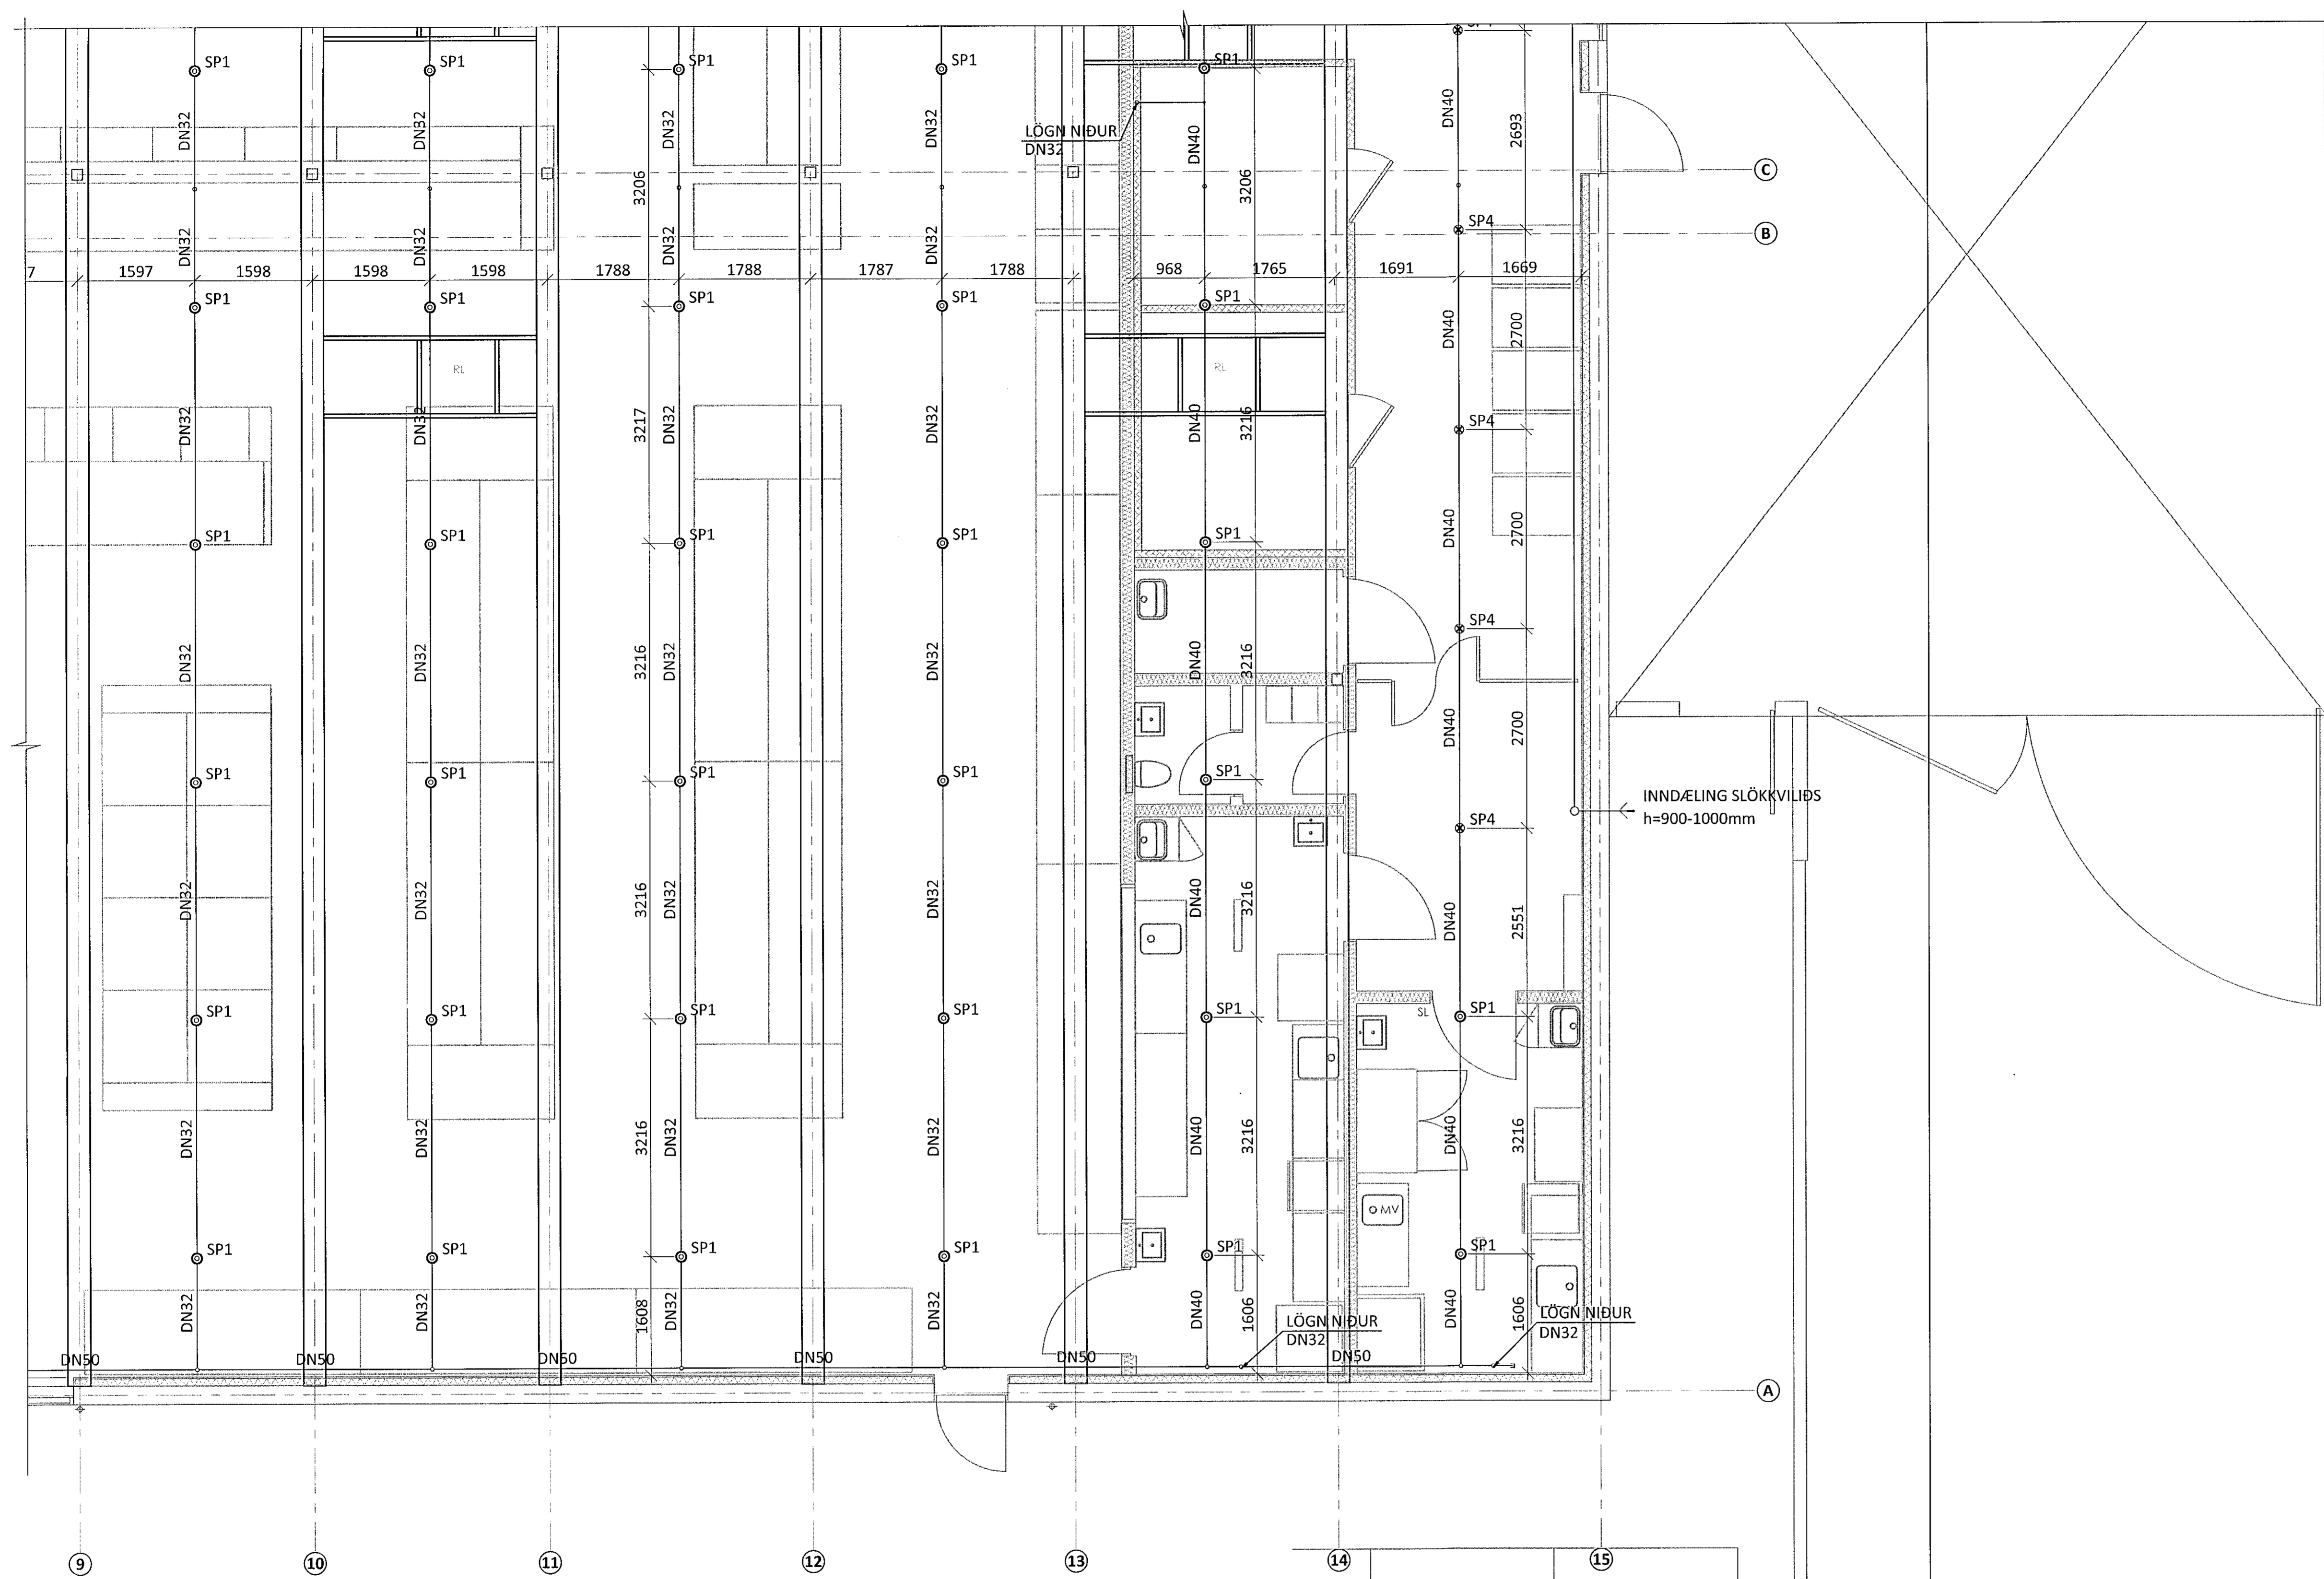 SP1 SP1 SP1 SP1 SP1
DN32 DN32 DN32 DN32 DN40 DN40 2693
LÖGN NIÐUR
DN32
C
3206 3206
DN32 DN32 DN32 DN32
SP4
B
7 1597 1598 1598 1598 1788 1788 1787 1788 968 1765 1691 1669
SP1 SP1 SP1 SP1 SP1
DN40 2700
RL RL
DN32 DN32 3217 DN32 DN32 DN40 3216
SP4
DN40 2700
SP1 SP1 SP1 SP1 SP1
SP4
DN32 DN32 3216 DN32 DN32 DN40 3216
DN40 2700
SP1 SP1 SP1 SP1 SP1
INNDÆLING SLÖKKVILIÐS
h=900-1000mm
SP4
DN32 DN32 3216 DN32 DN32 DN40 3216 DN40 2551
SP1 SP1 SP1 SP1 SP1 SP1
SL
DN32 DN32 3216 DN32 DN32 DN40 3216 DN40 3216
MV
SP1 SP1 SP1 SP1 SP1 SP1
DN32 DN32 1608 DN32 DN32 DN40 1606 DN40 1606
LÖGN NIÐUR
DN32
LÖGN NIÐUR
DN32
DN50 DN50 DN50 DN50 DN50 DN50
A
9 10 11 12 13 14 15